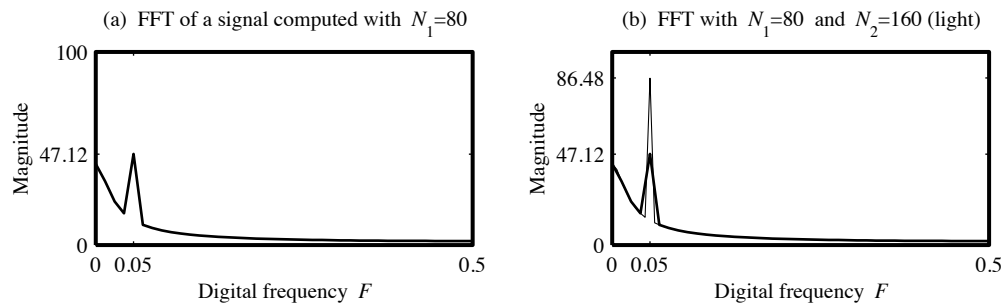 (a) FFT of a signal computed with N₁=80
100
47.12
0
Magnitude
0 0.05 0.5
Digital frequency F
(b) FFT with N₁=80 and N₂=160 (light)
86.48
47.12
0
Magnitude
0 0.05 0.5
Digital frequency F